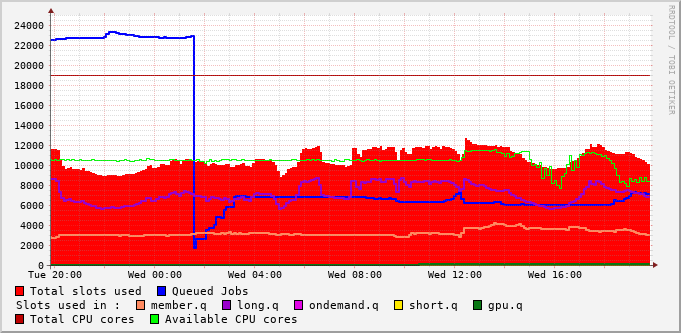 24000
22000
20000
18000
16000
14000
12000
10000
8000
6000
4000
2000
0
Tue 20:00 Wed 00:00 Wed 04:00 Wed 08:00 Wed 12:00 Wed 16:00
Total slots used Queued Jobs
Slots used in : member.q long.q ondemand.q short.q gpu.q
Total CPU cores Available CPU cores
RRDTOOL / TOBI OETIKER